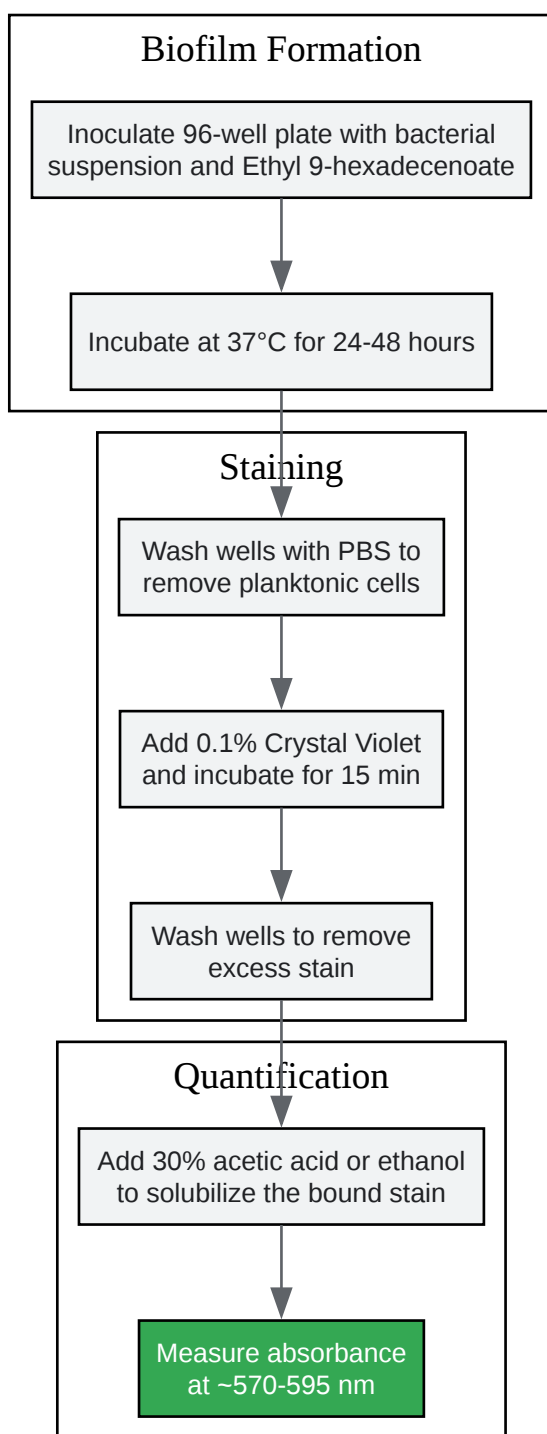 Biofilm Formation
Inoculate 96-well plate with bacterial
suspension and Ethyl 9-hexadecenoate
Incubate at 37°C for 24-48 hours
Staining
Wash wells with PBS to
remove planktonic cells
Add 0.1% Crystal Violet
and incubate for 15 min
Wash wells to remove
excess stain
Quantification
Add 30% acetic acid or ethanol
to solubilize the bound stain
Measure absorbance
at ~570-595 nm